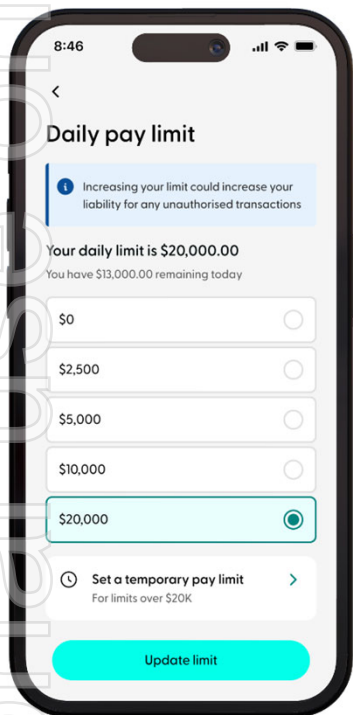 8:46
Daily pay limit
Increasing your limit could increase your
liability for any unauthorised transactions
Your daily limit is $20,000.00
You have $13,000.00 remaining today
$0
$2,500
$5,000
$10,000
$20,000
Set a temporary pay limit
For limits over $20K
Update limit